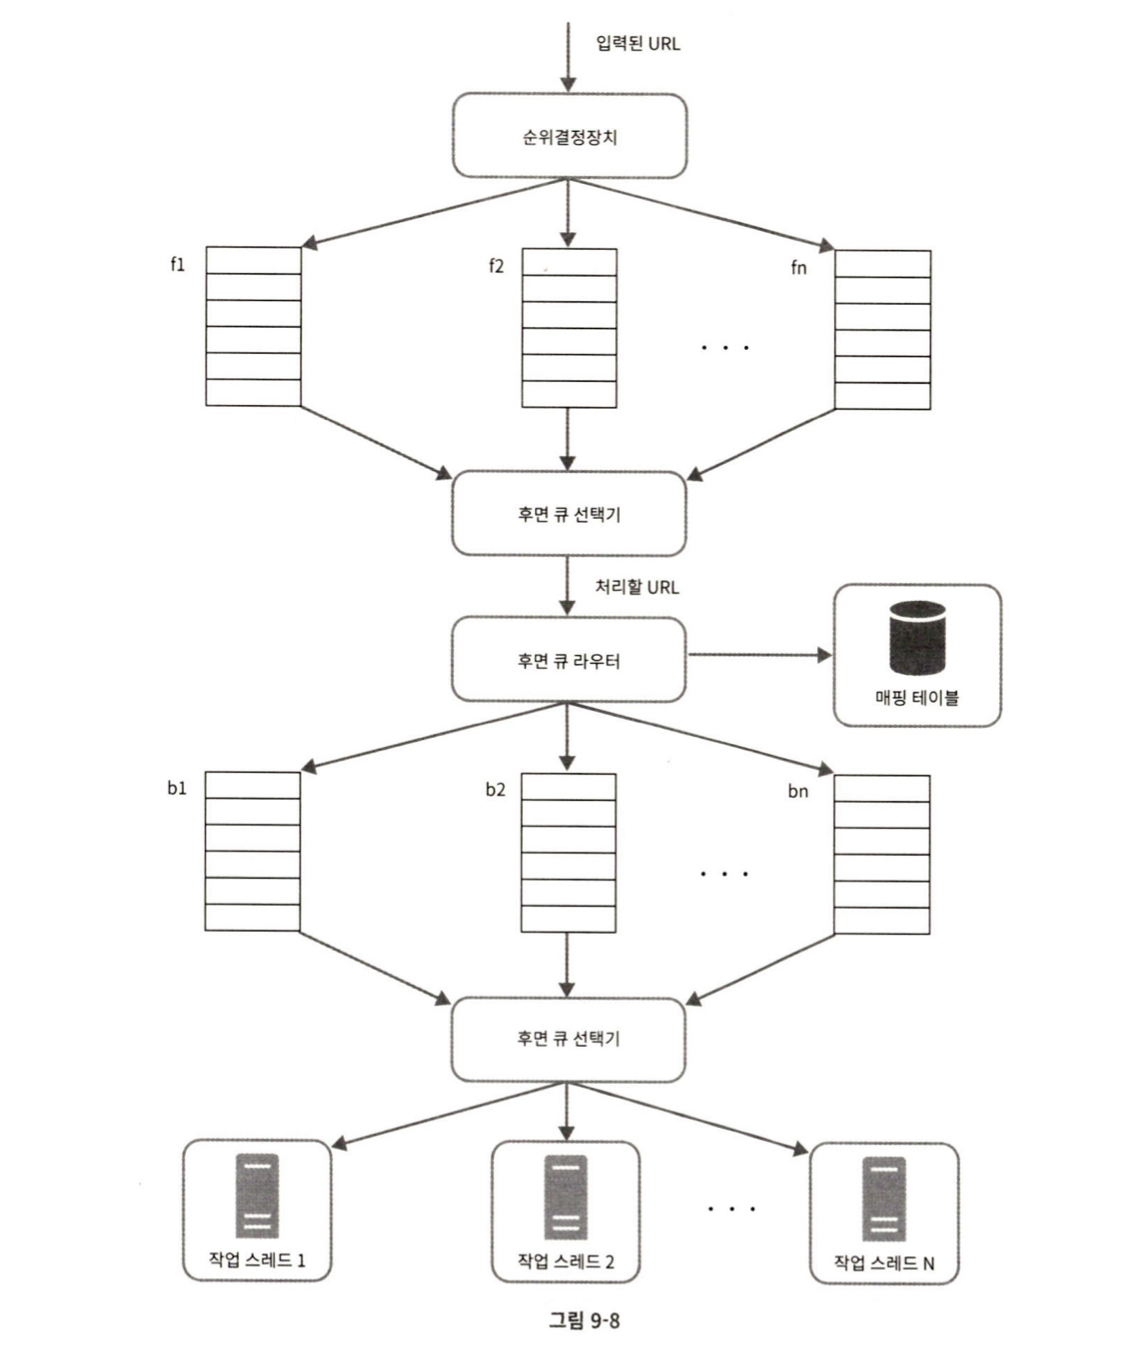 입력된 URL
순위결정장치
f1
f2
fn
. . .
후면 큐 선택기
처리할 URL
후면 큐 라우터
매핑 테이블
b1
b2
bn
. . .
후면 큐 선택기
작업 스레드 1
작업 스레드 2
. . .
작업 스레드 N
그림 9-8